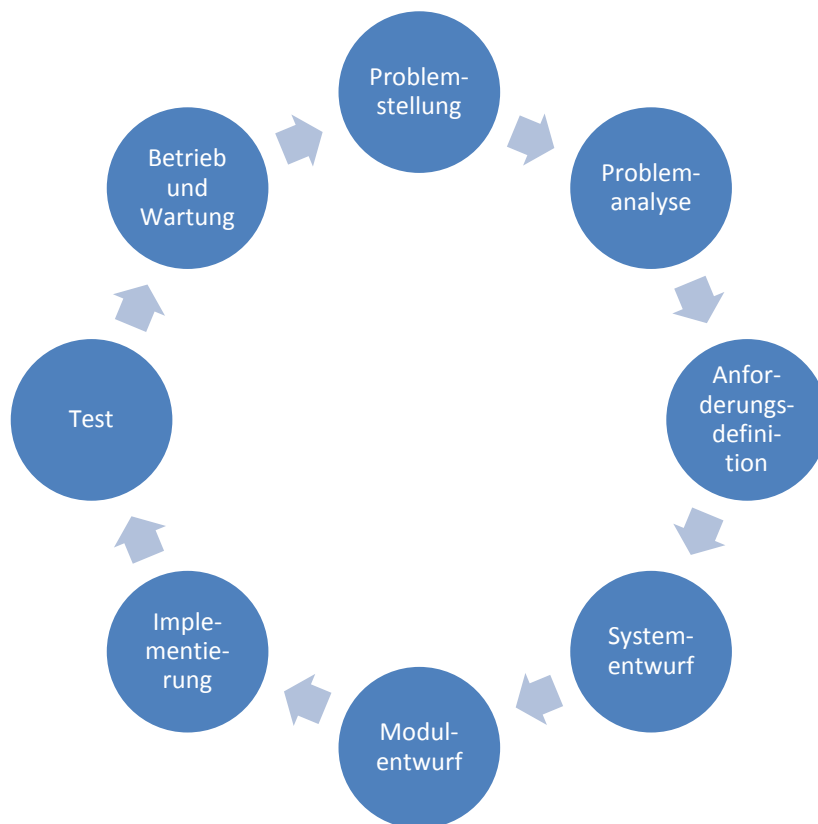 Problem-
stellung
Problem-
analyse
Anfor-
derungs-
defini-
tion
System-
entwurf
Modul-
entwurf
Imple-
mentie-
rung
Test
Betrieb
und
Wartung